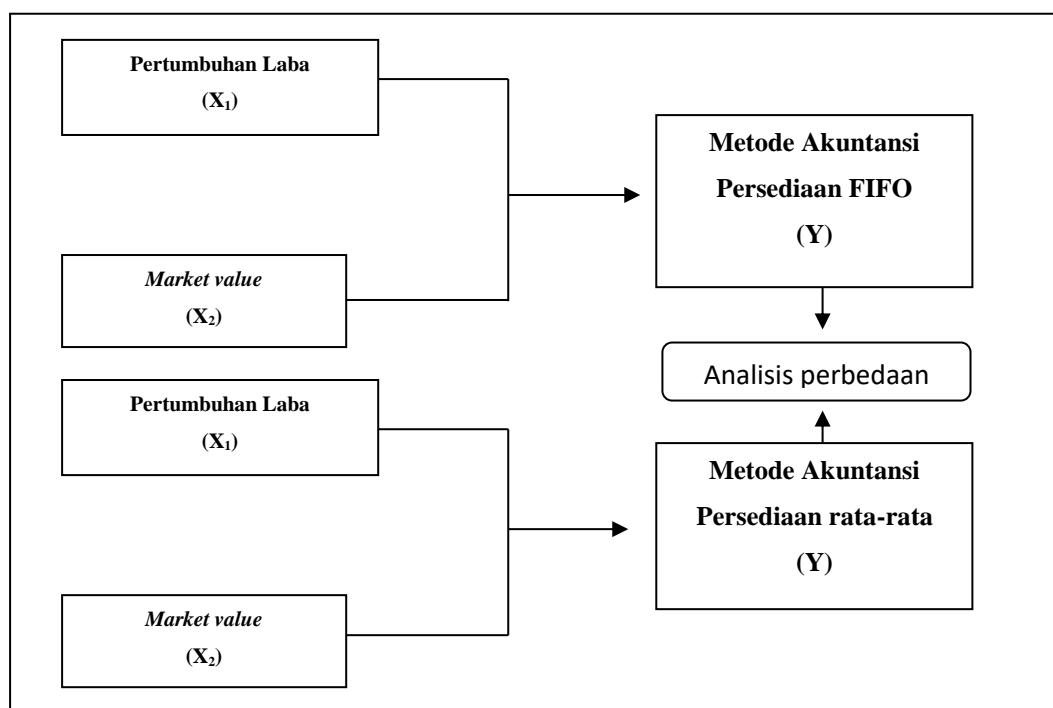 Pertumbuhan Laba
(X₁)
Market value
(X₂)
Metode Akuntansi
Persediaan FIFO
(Y)
Analisis perbedaan
Pertumbuhan Laba
(X₁)
Market value
(X₂)
Metode Akuntansi
Persediaan rata-rata
(Y)